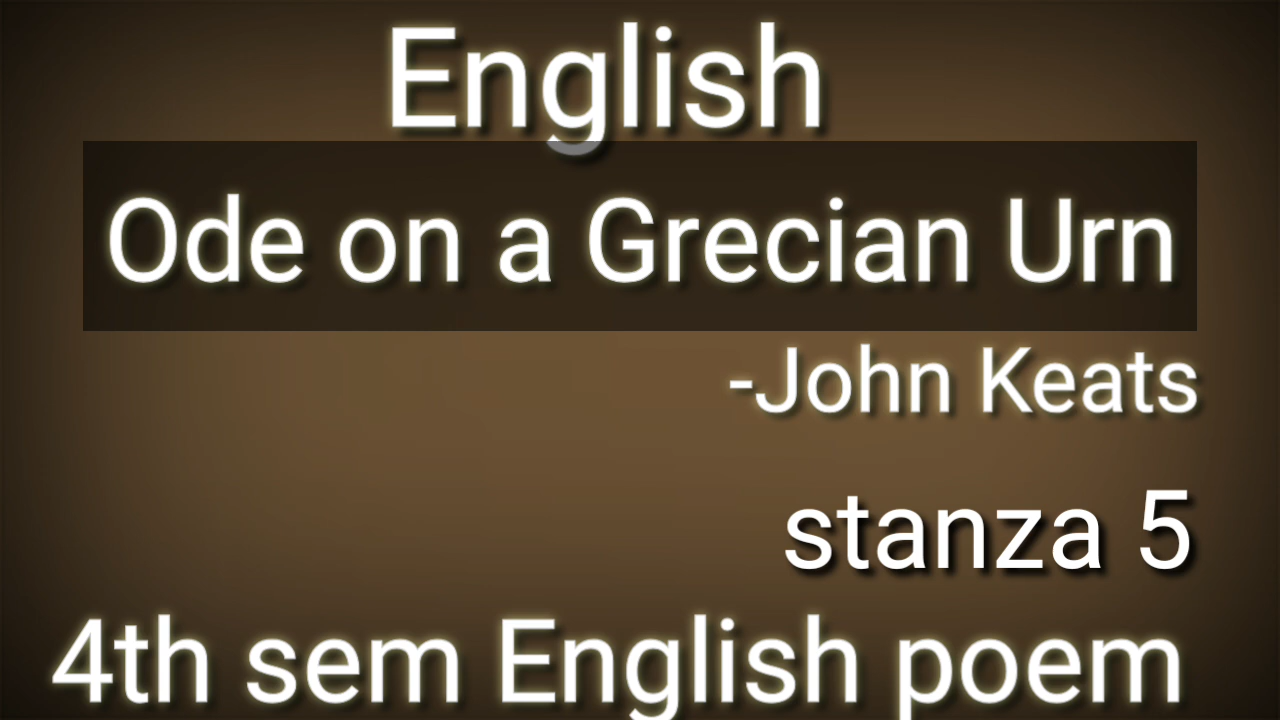 English
Ode on a Grecian Urn
-John Keats
stanza 5
4th sem English poem